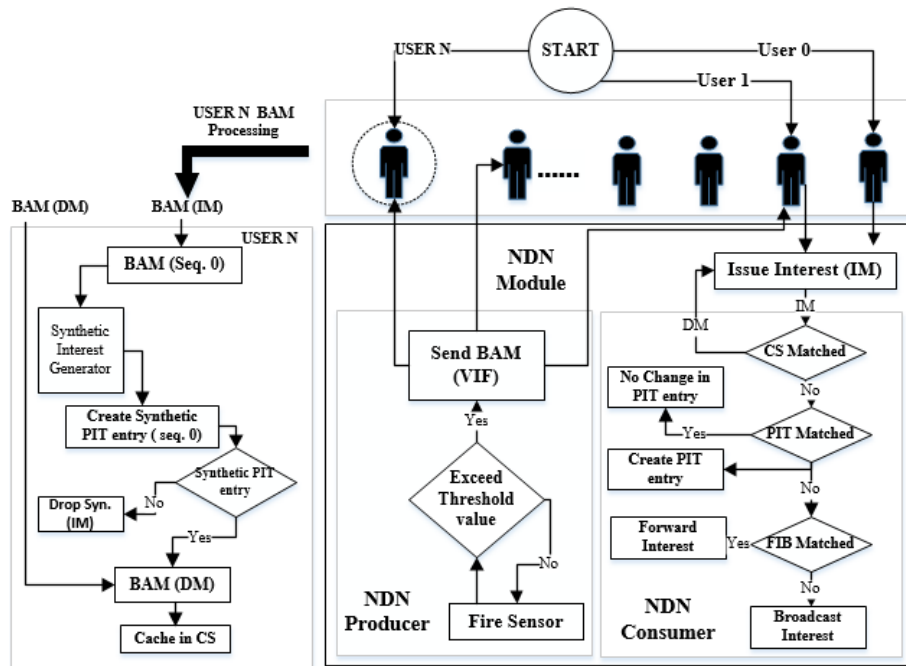 START
USER N
User 0
User 1
USER N BAM
Processing
BAM (DM)
BAM (IM)
USER N
BAM (Seq. 0)
Synthetic
Interest
Generator
Create Synthetic
PIT entry ( seq. 0)
Synthetic PIT
entry
No
Drop Syn.
(IM)
Yes
BAM (DM)
Cache in CS
......
NDN
Module
Send BAM
(VIF)
Yes
Exceed
Threshold
value
No
Fire Sensor
NDN
Producer
Issue Interest (IM)
IM
DM
CS Matched
No
No Change in
PIT entry
Yes
PIT Matched
Create PIT
entry
No
Forward
Interest
Yes
FIB Matched
No
Broadcast
Interest
NDN
Consumer